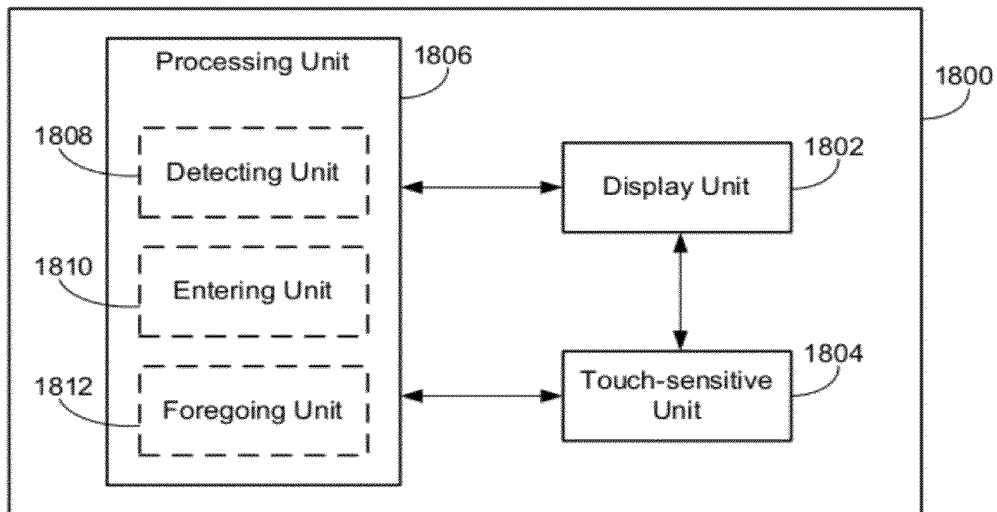 Processing Unit
1806
1800
1808
Detecting Unit
1802
Display Unit
1810
Entering Unit
1812
Foregoing Unit
1804
Touch-sensitive
Unit